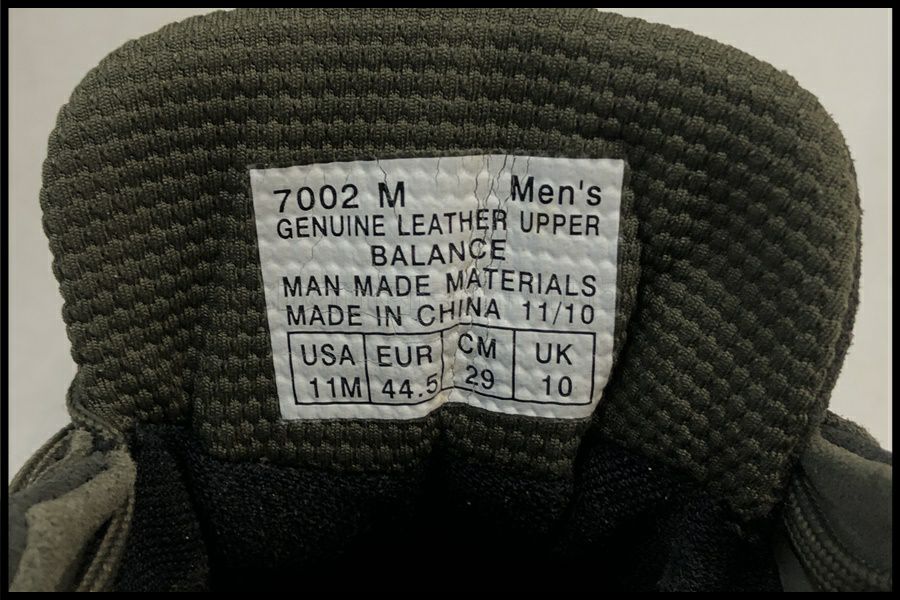 7002 M Men's
GENUINE LEATHER UPPER
BALANCE
MAN MADE MATERIALS
MADE IN CHINA 11/10
USA EUR CM UK
11M 44.5 29 10